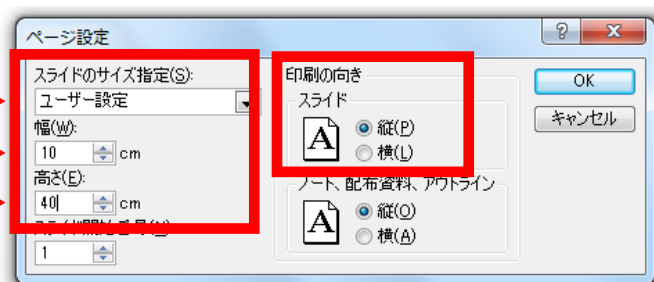 ページ設定
スライドのサイズ指定(S):
ユーザー設定
幅(W):
10 cm
高さ(E):
40 cm
1
印刷の向き
スライド
A
縦(P)
横(L)
ノート、配布資料、アウトライン
A
縦(O)
横(A)
OK
キャンセル